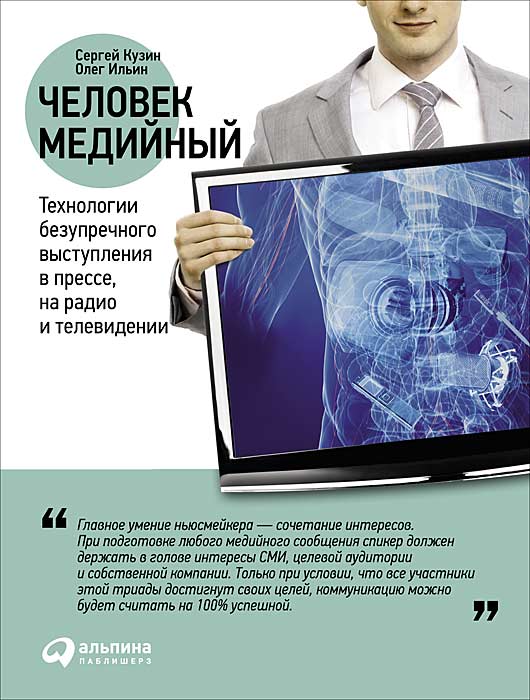 Сергей Кузин
Олег Ильин
ЧЕЛОВЕК
МЕДИЙНЫЙ
Технологии
безупречного
выступления
в прессе,
на радио
и телевидении
“
Главное умение ньюсмейкера — сочетание интересов.
При подготовке любого медийного сообщения спикер должен
держать в голове интересы СМИ, целевой аудитории
и собственной компании. Только при условии, что все участники
этой триады достигнут своих целей, коммуникацию можно
будет считать на 100% успешной.
”
альпина
ПАБЛИШЕРЗ